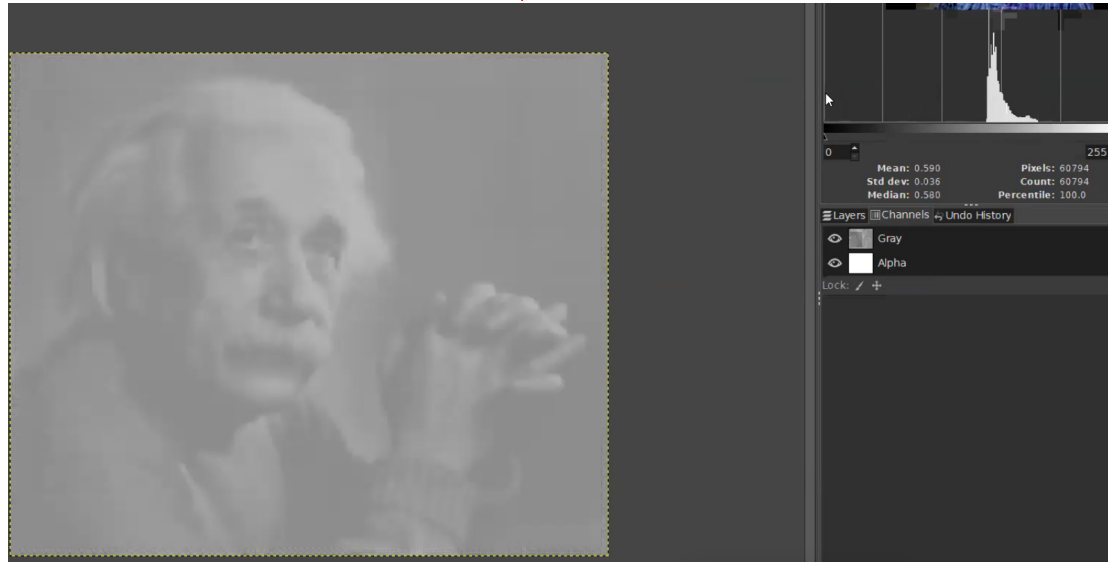 0 255
Mean: 0.590 Pixels: 60794
Std dev: 0.036 Count: 60794
Median: 0.580 Percentile: 100.0
Layers Channels Undo History
Gray
Alpha
Lock: